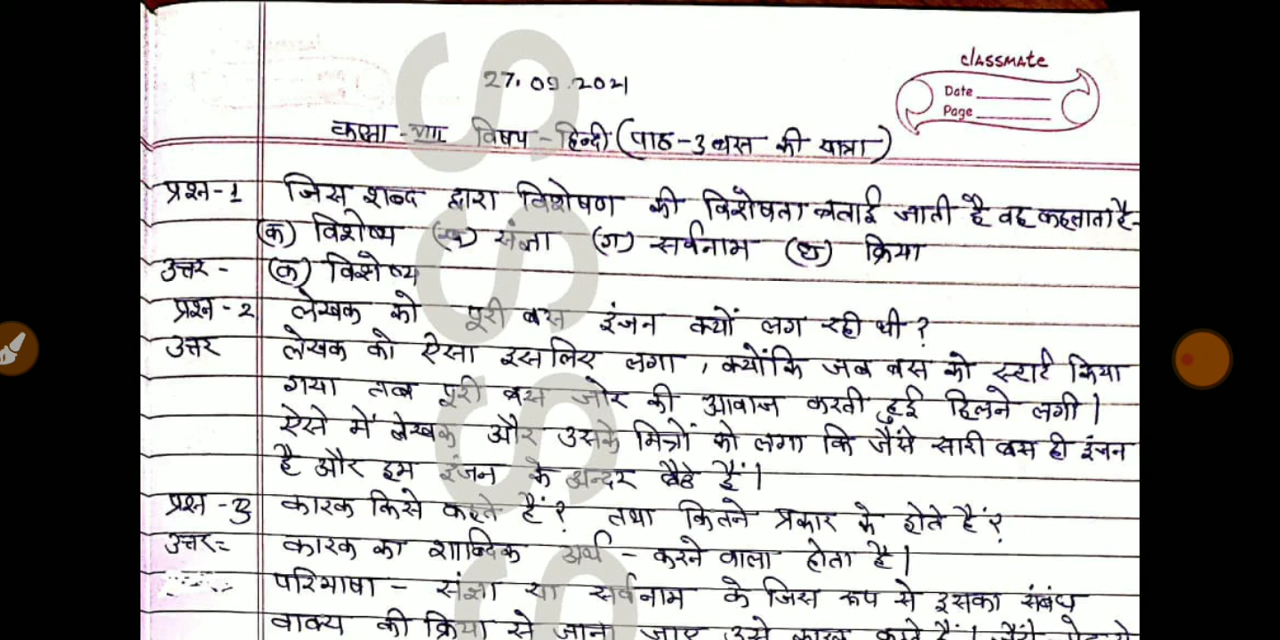 classmate
Date
Page
27.09.2021
कक्षा - VIII विषय - हिन्दी (पाठ - 3 बस की यात्रा)
प्रश्न-1 जिस शब्द द्वारा विशेषण की विशेषता बताई जाती है वह कहलाता है-
(क) विशेष्य (ख) संज्ञा (ग) सर्वनाम (घ) क्रिया
उत्तर - (क) विशेष्य
प्रश्न-2 लेखक को पूरी बस इंजन क्यों लग रही थी?
उत्तर लेखक को ऐसा इसलिए लगा, क्योंकि जब बस को स्टार्ट किया
गया तब पूरी बस जोर की आवाज करती हुई हिलने लगी।
ऐसे में लेखक और उसके मित्रों को लगा कि जैसे सारी बस ही इंजन
है और हम इंजन के अन्दर बैठे हैं।
प्रश्न-3 कारक किसे कहते हैं? तथा कितने प्रकार के होते हैं?
उत्तर= कारक का शाब्दिक अर्थ - करने वाला होता है।
परिभाषा - संज्ञा या सर्वनाम के जिस रूप से इसका संबंध
वाक्य की क्रिया से जाना जाए उसे कारक कहते हैं।